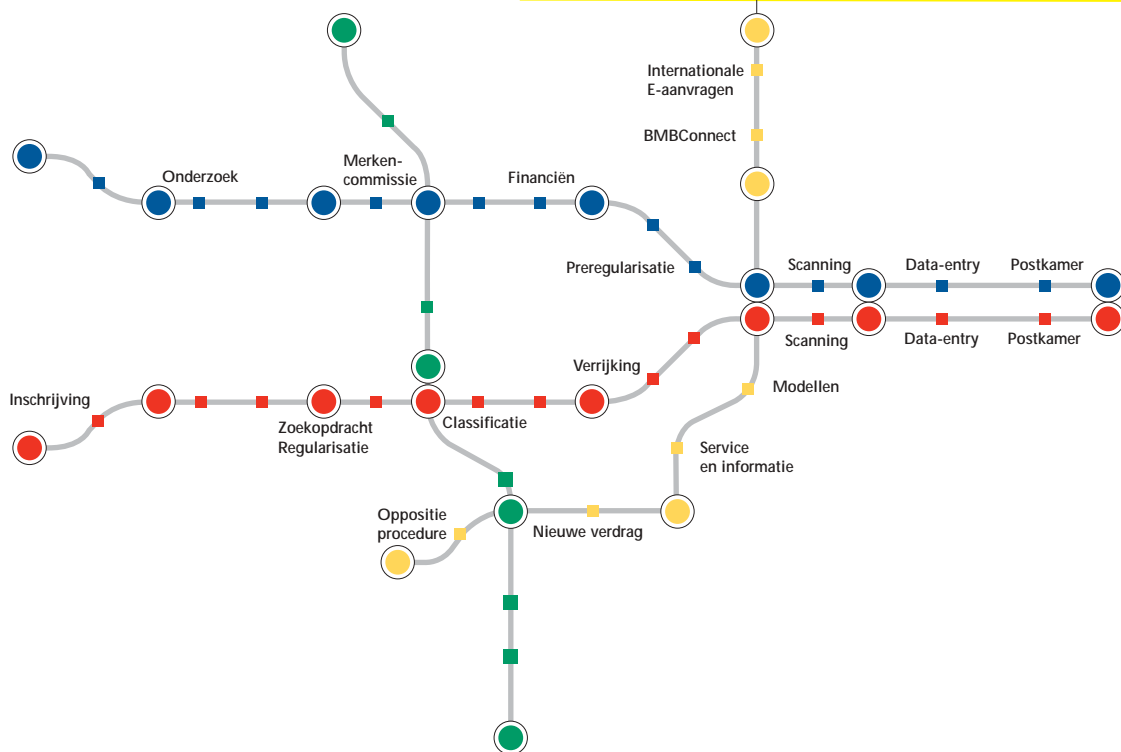 Internationale
E-aanvragen
BMBConnect
Onderzoek
Merken-
commissie
Financiën
Preregularisatie
Scanning
Data-entry
Postkamer
Scanning
Data-entry
Postkamer
Verrijking
Modellen
Inschrijving
Zoekopdracht
Regularisatie
Classificatie
Service
en informatie
Oppositie
procedure
Nieuwe verdrag